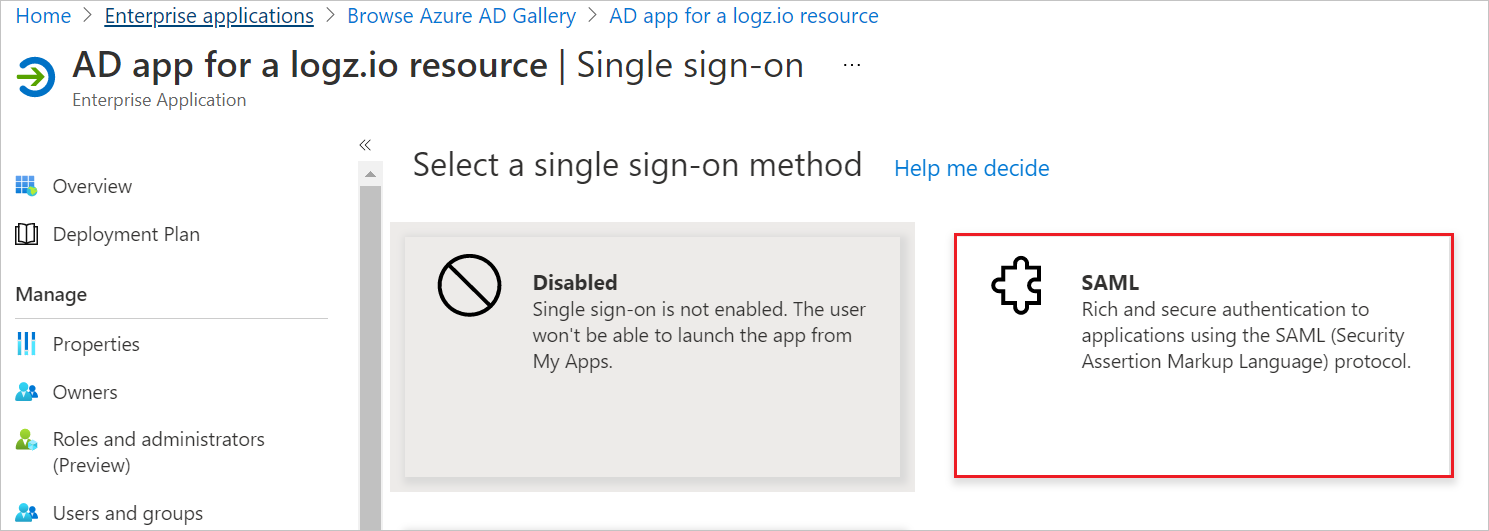 Home > Enterprise applications > Browse Azure AD Gallery > AD app for a logz.io resource
AD app for a logz.io resource | Single sign-on ...
Enterprise Application
«
Overview
Deployment Plan
Manage
Properties
Owners
Roles and administrators
(Preview)
Users and groups
Select a single sign-on method
Help me decide
Disabled
Single sign-on is not enabled. The user
won't be able to launch the app from
My Apps.
SAML
Rich and secure authentication to
applications using the SAML (Security
Assertion Markup Language) protocol.